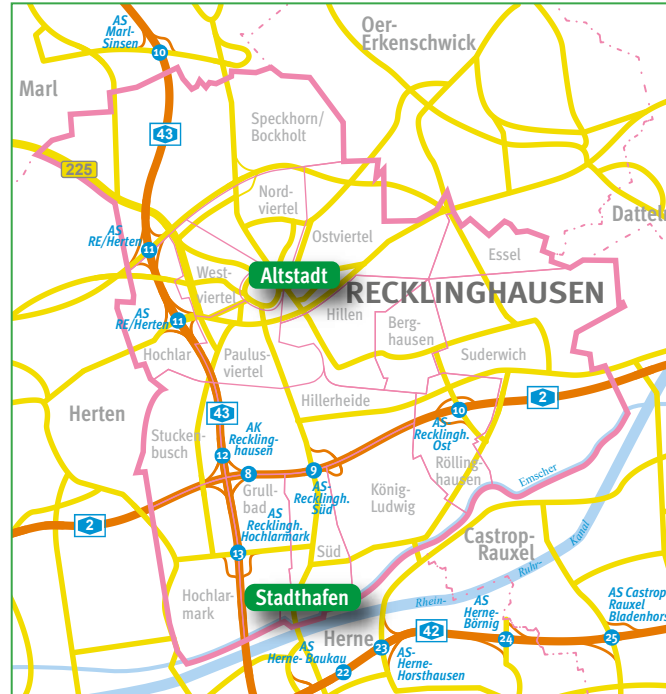 AS
Marl-
Sinsen
10
Oer-
Erkenschwick
Marl
Speckhorn/
Bockholt
43
225
Nord-
viertel
Datteln
AS
RE/Herten
11
Ostviertel
Essel
West-
viertel
Altstadt
RECKLINGHAUSEN
AS
RE/Herten
11
Hillen
Berg-
hausen
Hochlar
Paulus-
viertel
Suderwich
Hillerheide
2
Herten
43
10
AS
Recklingh.
Ost
Stucken-
busch
AK
Reckling-
hausen
12
8
9
Rölling-
hausen
Emscher
Grull-
bad
AS-
Recklingh.
Süd
König-
Ludwig
2
AS
Recklingh.
Hochlarmark
Castrop-
Rauxel
Kanal
13
Süd
Ruhr-
Hochlar-
mark
Stadthafen
Rhein-
AS
Herne-
Börnig
AS Castrop-
Rauxel
Bladenhorst
Herne
42
24
25
AS
Herne- Baukau
22
23
AS-
Herne-
Horsthausen